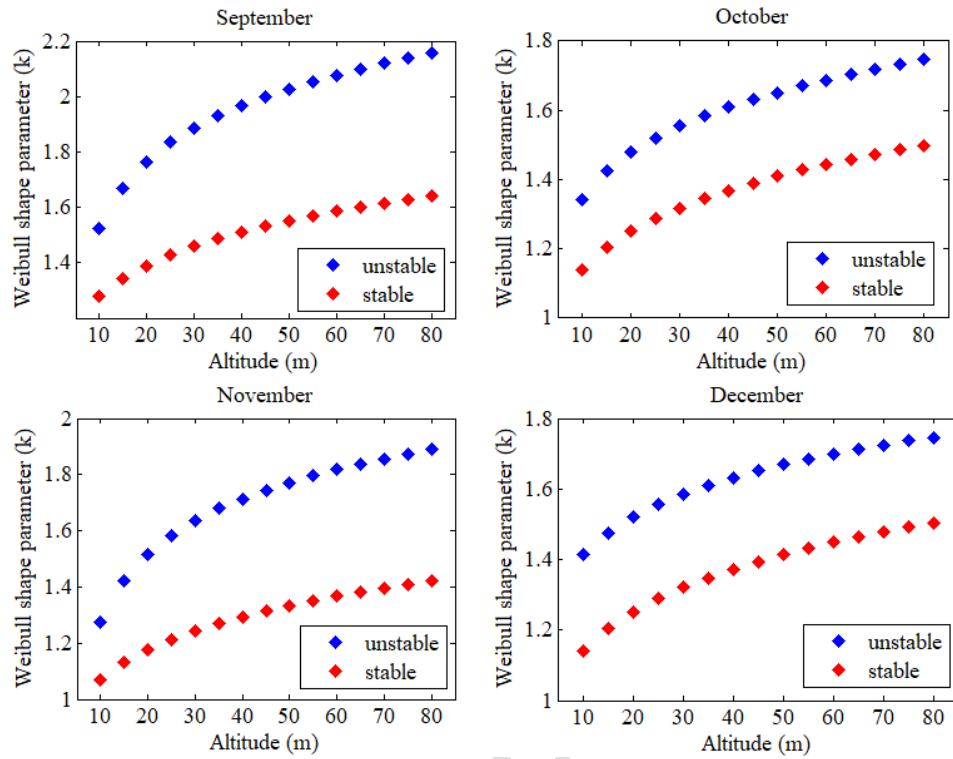 September
Weibull shape parameter (k)
2.2
2
1.8
1.6
1.4
unstable
stable
10 20 30 40 50 60 70 80
Altitude (m)
October
Weibull shape parameter (k)
1.8
1.6
1.4
1.2
1
unstable
stable
10 20 30 40 50 60 70 80
Altitude (m)
November
Weibull shape parameter (k)
2
1.8
1.6
1.4
1.2
1
unstable
stable
10 20 30 40 50 60 70 80
Altitude (m)
December
Weibull shape parameter (k)
1.8
1.6
1.4
1.2
1
unstable
stable
10 20 30 40 50 60 70 80
Altitude (m)